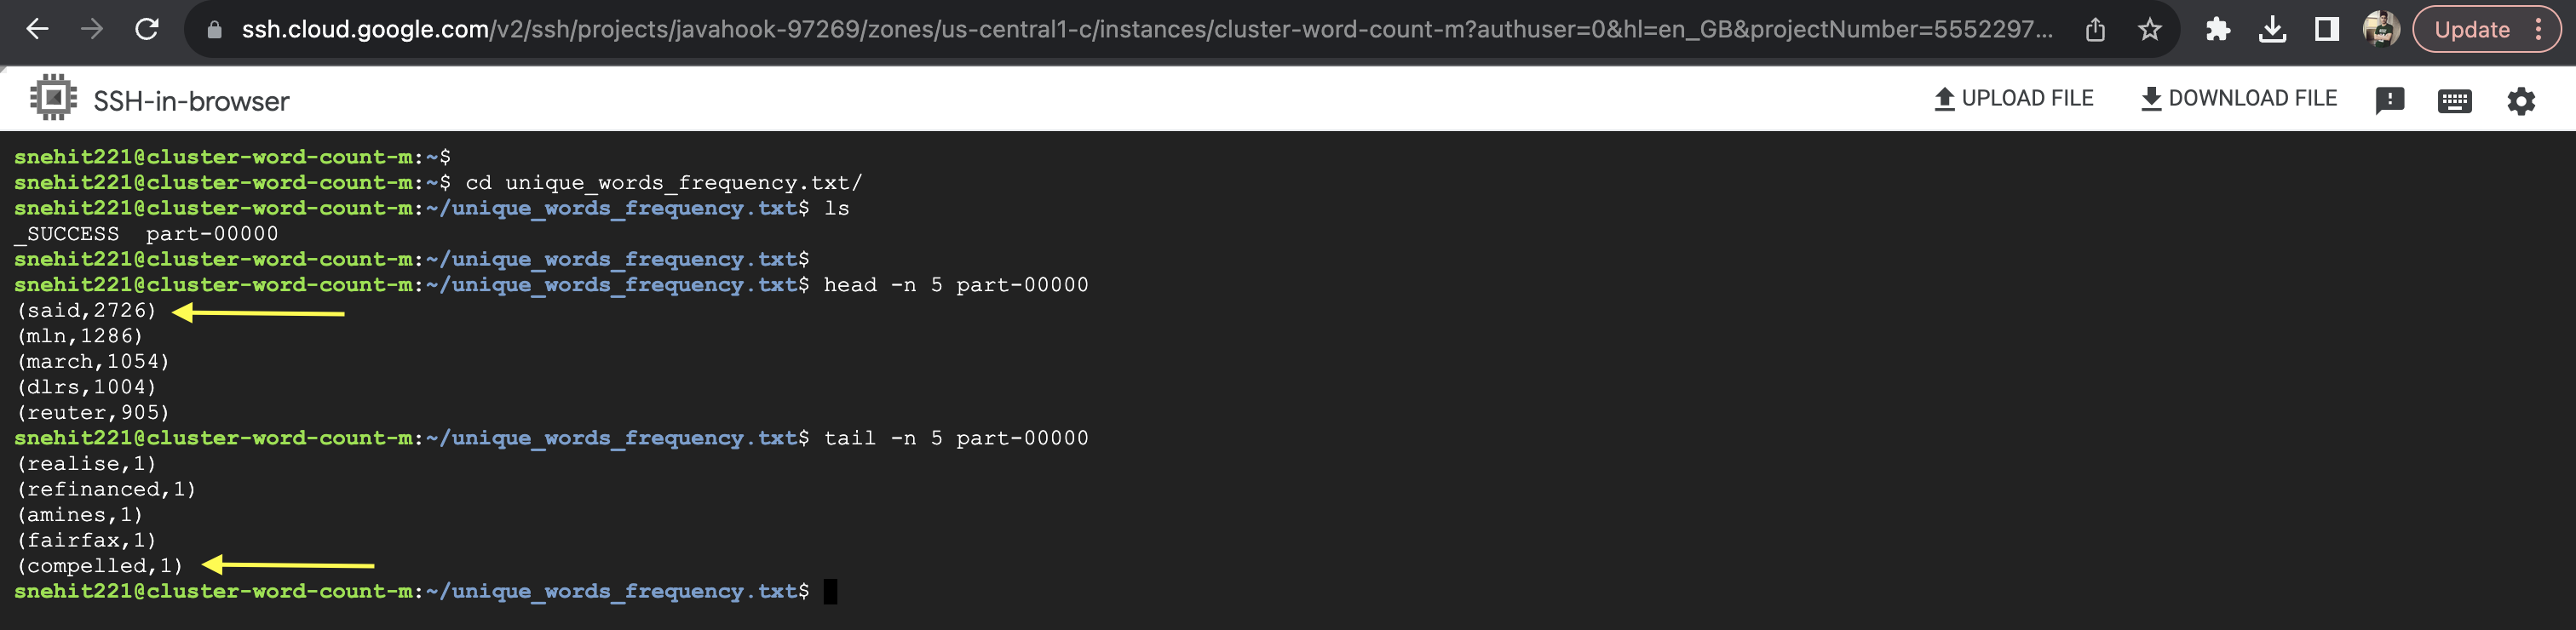 ssh.cloud.google.com/v2/ssh/projects/javahook-97269/zones/us-central1-c/instances/cluster-word-count-m?authuser=0&hl=en_GB&projectNumber=5552297... Update
SSH-in-browser UPLOAD FILE DOWNLOAD FILE
snehit221@cluster-word-count-m:~$
snehit221@cluster-word-count-m:~$ cd unique_words_frequency.txt/
snehit221@cluster-word-count-m:~/unique_words_frequency.txt$ ls
_SUCCESS  part-00000
snehit221@cluster-word-count-m:~/unique_words_frequency.txt$
snehit221@cluster-word-count-m:~/unique_words_frequency.txt$ head -n 5 part-00000
(said,2726)
(mln,1286)
(march,1054)
(dlrs,1004)
(reuter,905)
snehit221@cluster-word-count-m:~/unique_words_frequency.txt$ tail -n 5 part-00000
(realise,1)
(refinanced,1)
(amines,1)
(fairfax,1)
(compelled,1)
snehit221@cluster-word-count-m:~/unique_words_frequency.txt$